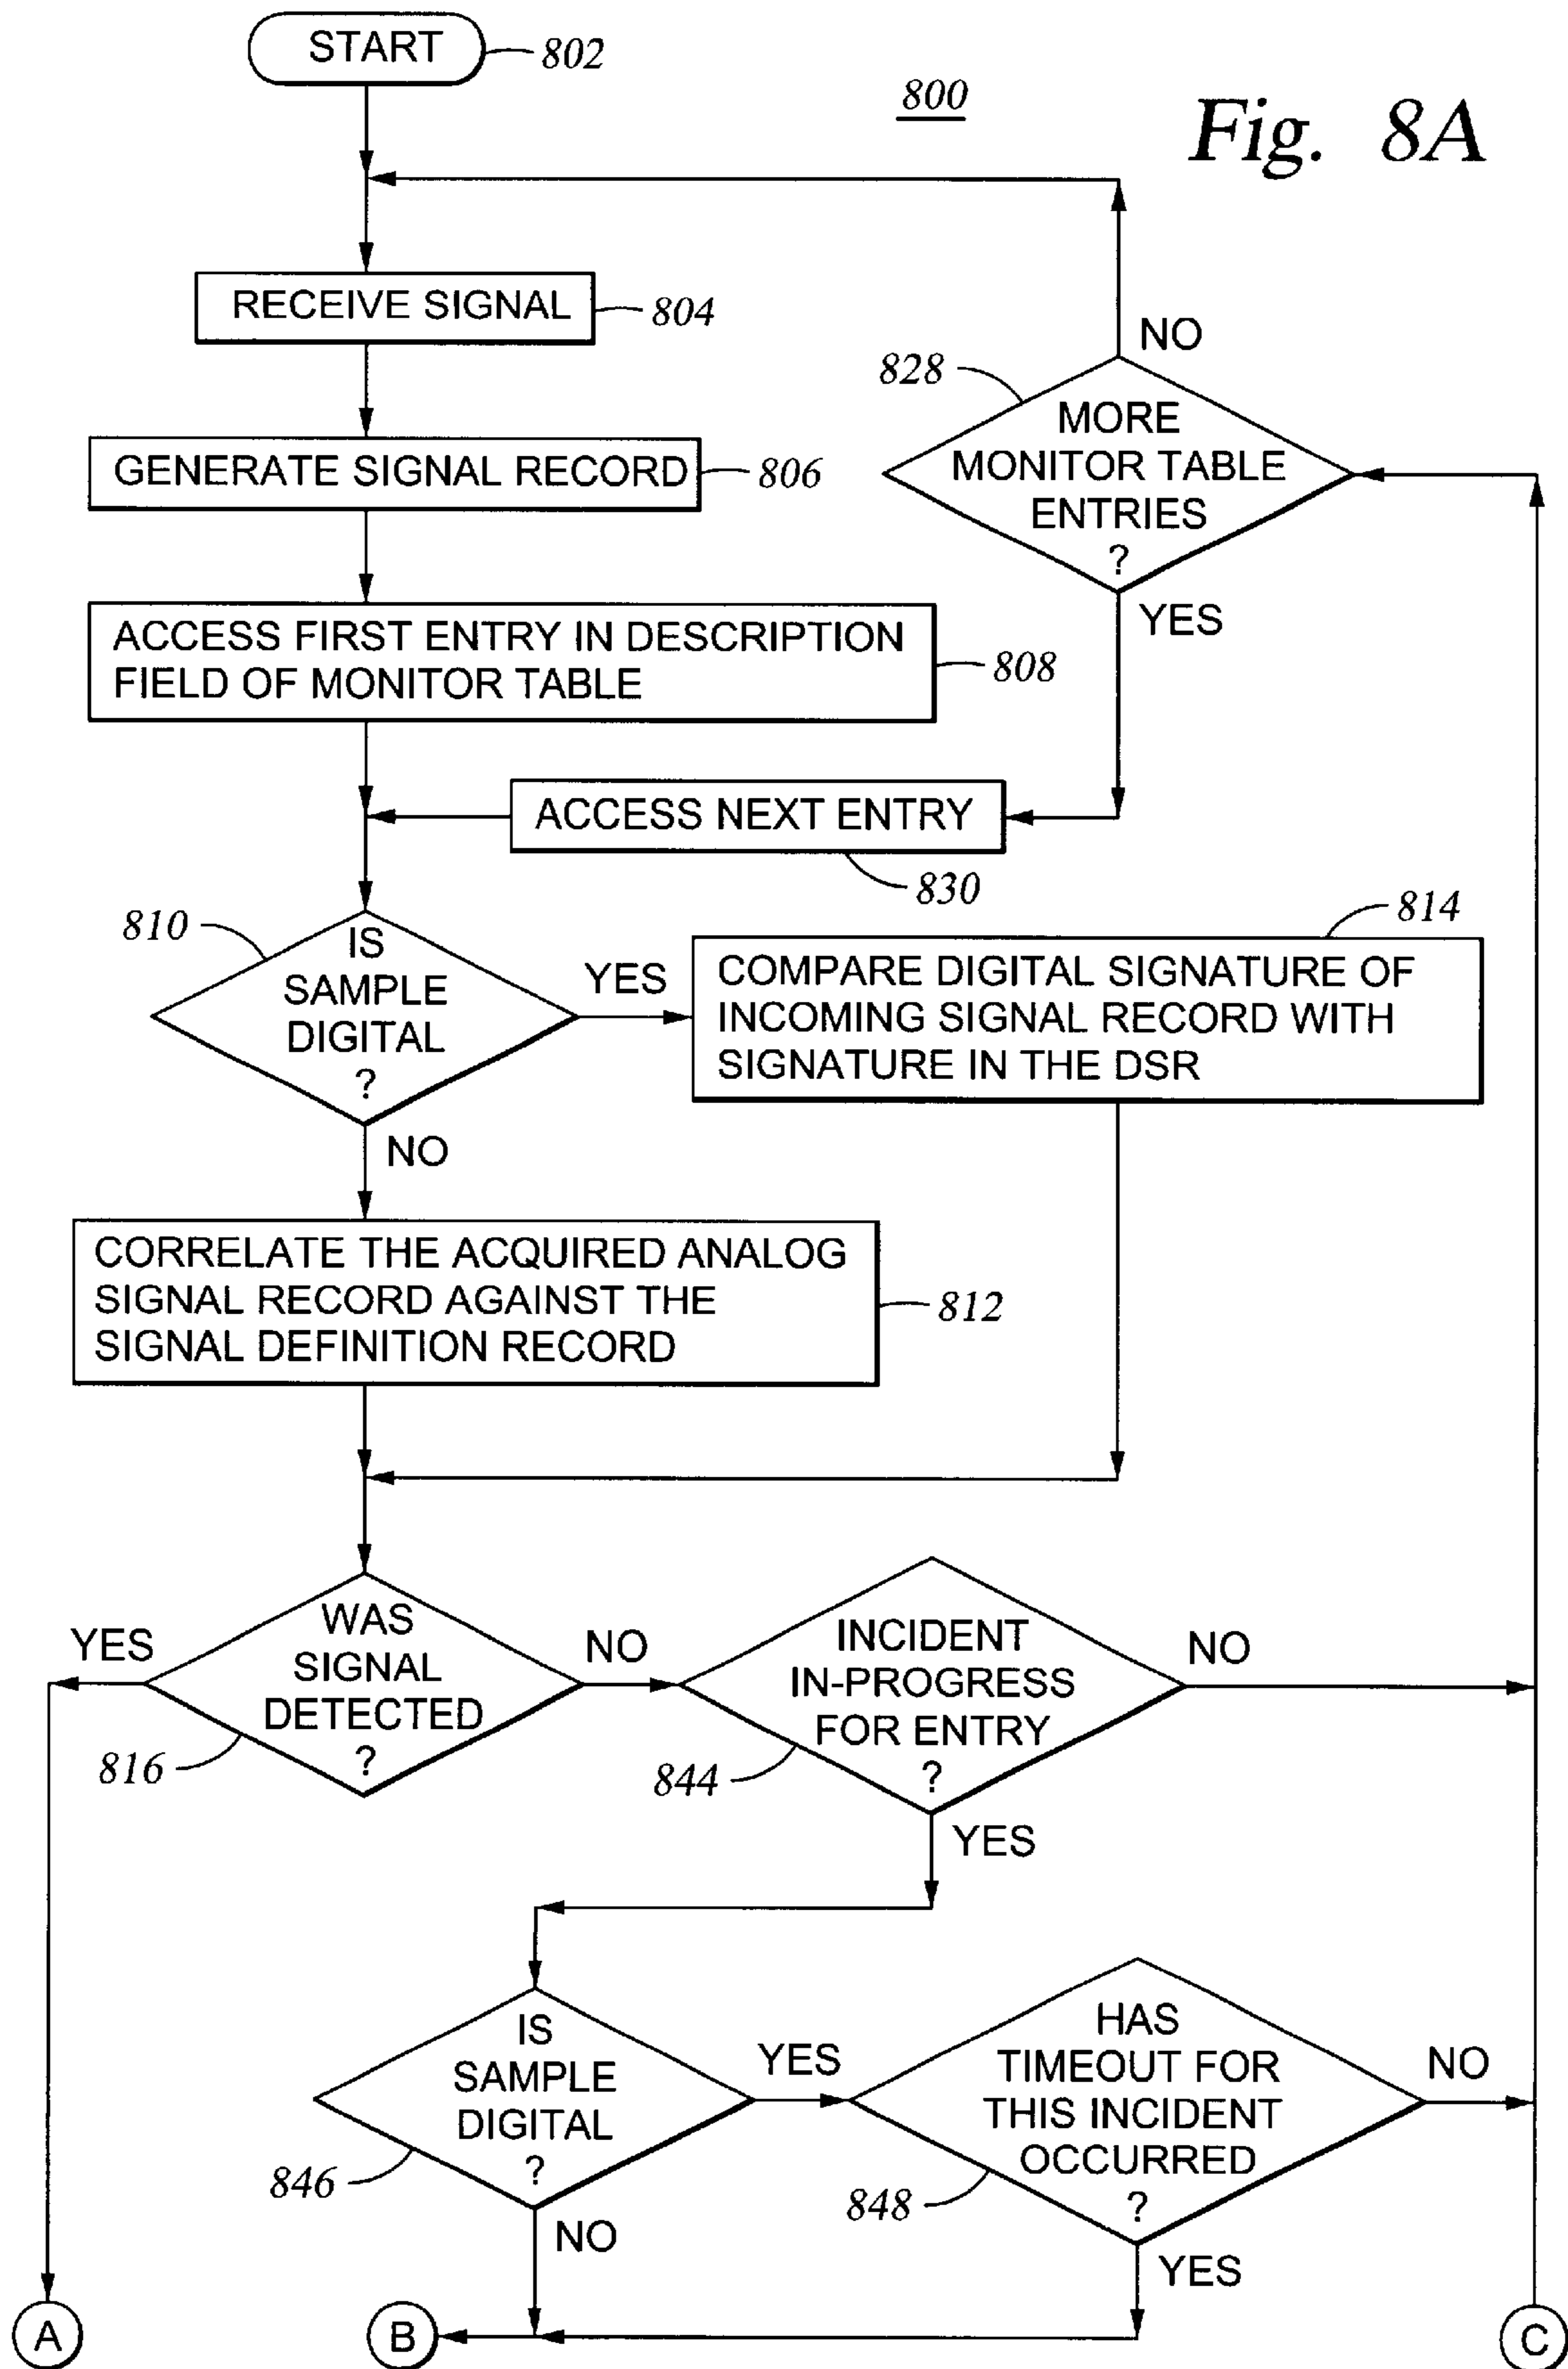 START
802
800
Fig. 8A
RECEIVE SIGNAL
804
NO
828
MORE
MONITOR TABLE
ENTRIES
?
YES
GENERATE SIGNAL RECORD
806
ACCESS FIRST ENTRY IN DESCRIPTION
FIELD OF MONITOR TABLE
808
ACCESS NEXT ENTRY
830
810
IS
SAMPLE
DIGITAL
?
YES
NO
814
COMPARE DIGITAL SIGNATURE OF
INCOMING SIGNAL RECORD WITH
SIGNATURE IN THE DSR
CORRELATE THE ACQUIRED ANALOG
SIGNAL RECORD AGAINST THE
SIGNAL DEFINITION RECORD
812
YES
WAS
SIGNAL
DETECTED
?
816
NO
INCIDENT
IN-PROGRESS
FOR ENTRY
?
844
NO
YES
IS
SAMPLE
DIGITAL
?
846
YES
NO
HAS
TIMEOUT FOR
THIS INCIDENT
OCCURRED
?
848
NO
YES
A
B
C